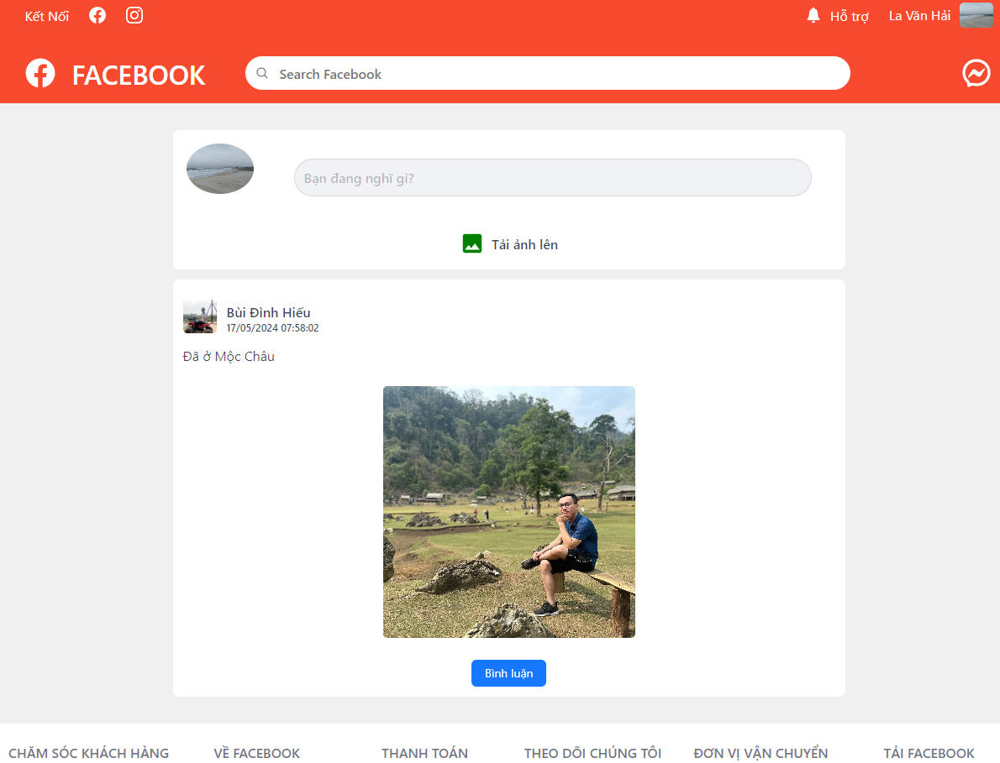 Kết Nối
Hỗ trợ
La Văn Hải
FACEBOOK
Search Facebook
Bạn đang nghĩ gì?
Tải ảnh lên
Bùi Đình Hiếu
17/05/2024 07:58:02
Đã ở Mộc Châu
Bình luận
CHĂM SÓC KHÁCH HÀNG
VỀ FACEBOOK
THANH TOÁN
THEO DÕI CHÚNG TÔI
ĐƠN VỊ VẬN CHUYỂN
TẢI FACEBOOK